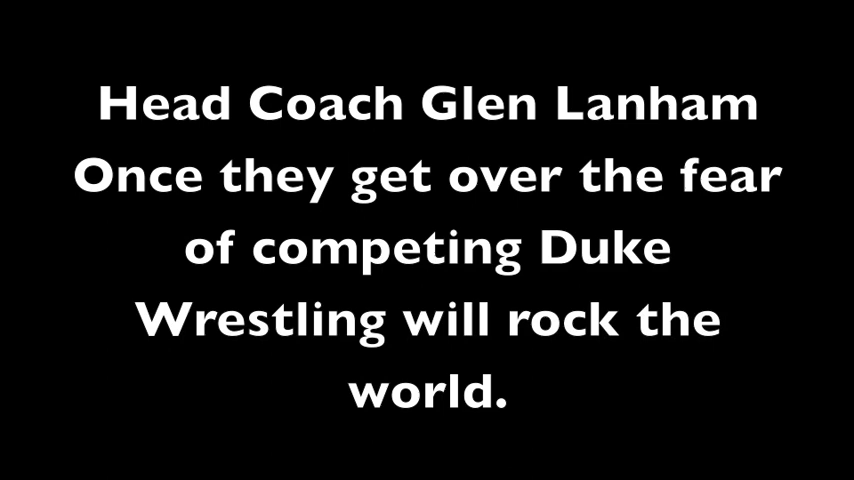 Head Coach Glen Lanham
Once they get over the fear
of competing Duke
Wrestling will rock the
world.